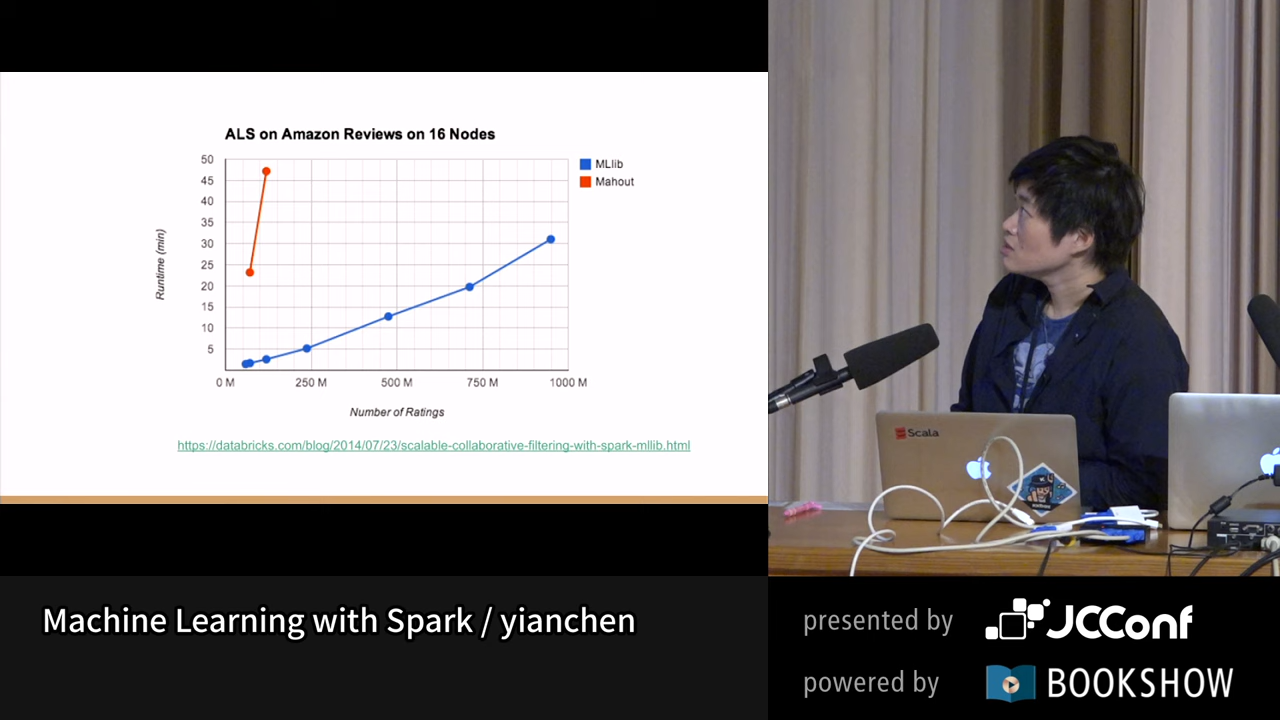 ALS on Amazon Reviews on 16 Nodes
50
45
40
35
30
25
20
15
10
5
Runtime (min)
0 M 250 M 500 M 750 M 1000 M
Number of Ratings
MLlib
Mahout
https://databricks.com/blog/2014/07/23/scalable-collaborative-filtering-with-spark-mllib.html
Scala
Machine Learning with Spark / yianchen
presented by JCConf
powered by BOOKSHOW